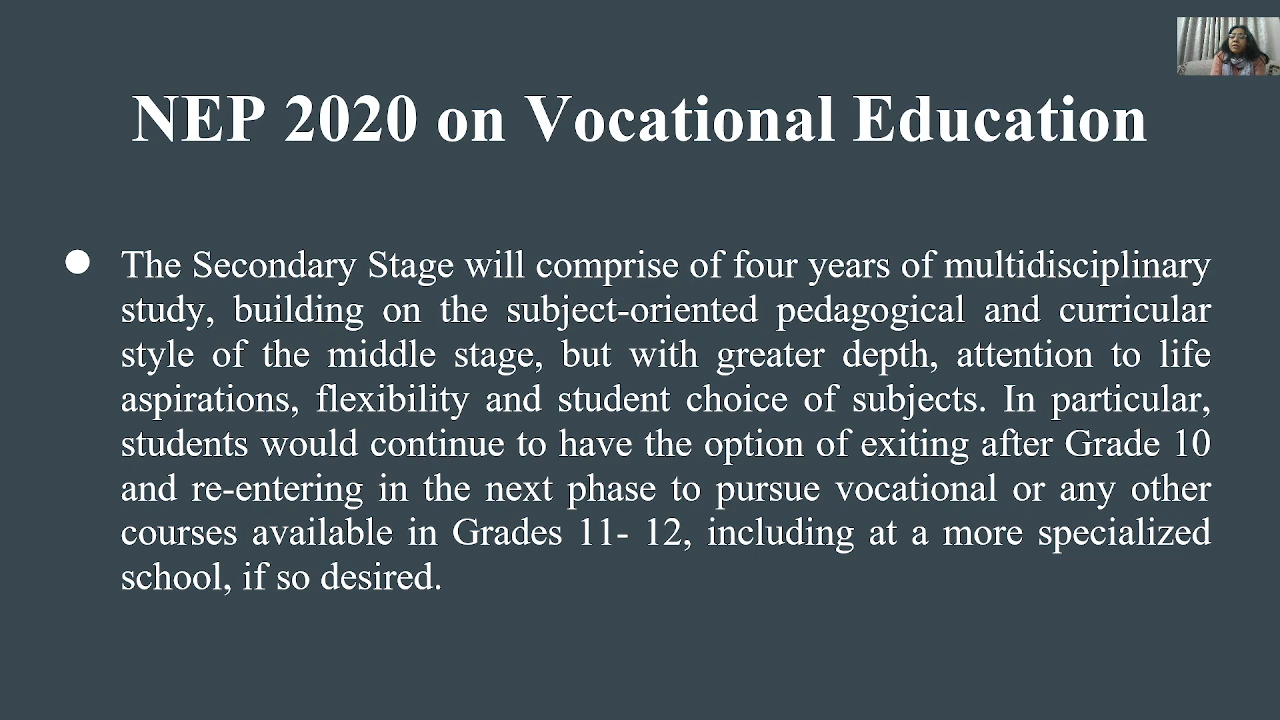 NEP 2020 on Vocational Education
The Secondary Stage will comprise of four years of multidisciplinary
study, building on the subject-oriented pedagogical and curricular
style of the middle stage, but with greater depth, attention to life
aspirations, flexibility and student choice of subjects. In particular,
students would continue to have the option of exiting after Grade 10
and re-entering in the next phase to pursue vocational or any other
courses available in Grades 11- 12, including at a more specialized
school, if so desired.